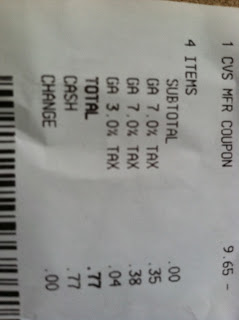 1 CVS MFR COUPON 9.65 -
4 ITEMS
SUBTOTAL .00
GA 7.0% TAX .35
GA 7.0% TAX .38
GA 3.0% TAX .04
TOTAL .77
CASH .77
CHANGE .00